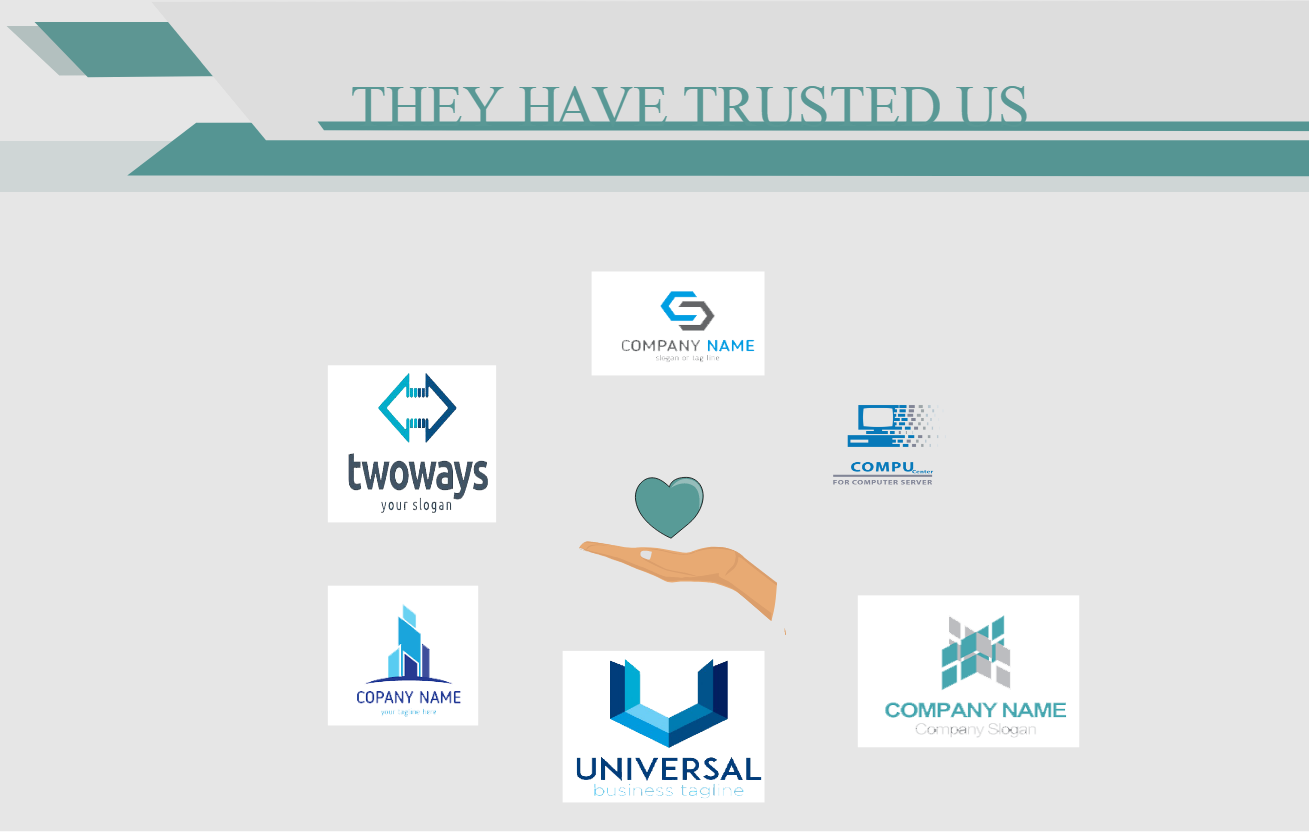 THEY HAVE TRUSTED US
COMPANY NAME
slogan or tag line
twoways
your slogan
COMPU Center
FOR COMPUTER SERVER
COPANY NAME
your tagline here
UNIVERSAL
business tagline
COMPANY NAME
Company Slogan